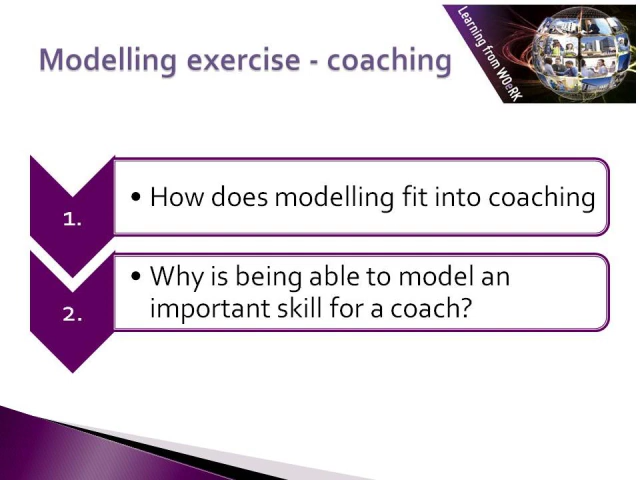 Modelling exercise - coaching
Learning from WOeRK
1.
• How does modelling fit into coaching
2.
• Why is being able to model an
important skill for a coach?